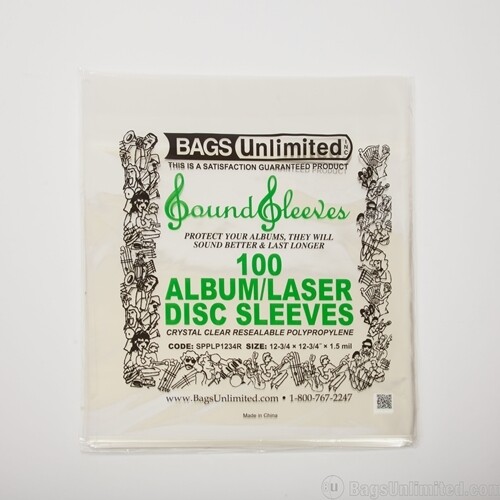 BAGS Unlimited INC
THIS IS A SATISFACTION GUARANTEED PRODUCT
Sound Sleeves
PROTECT YOUR ALBUMS, THEY WILL
SOUND BETTER & LAST LONGER
100
ALBUM/LASER
DISC SLEEVES
CRYSTAL CLEAR RESEALABLE POLYPROPYLENE
CODE: SPPLP1234R SIZE: 12-3/4 × 12-3/4" × 1.5 mil
www.BagsUnlimited.com • 1-800-767-2247
Made in China
u BagsUnlimited.com